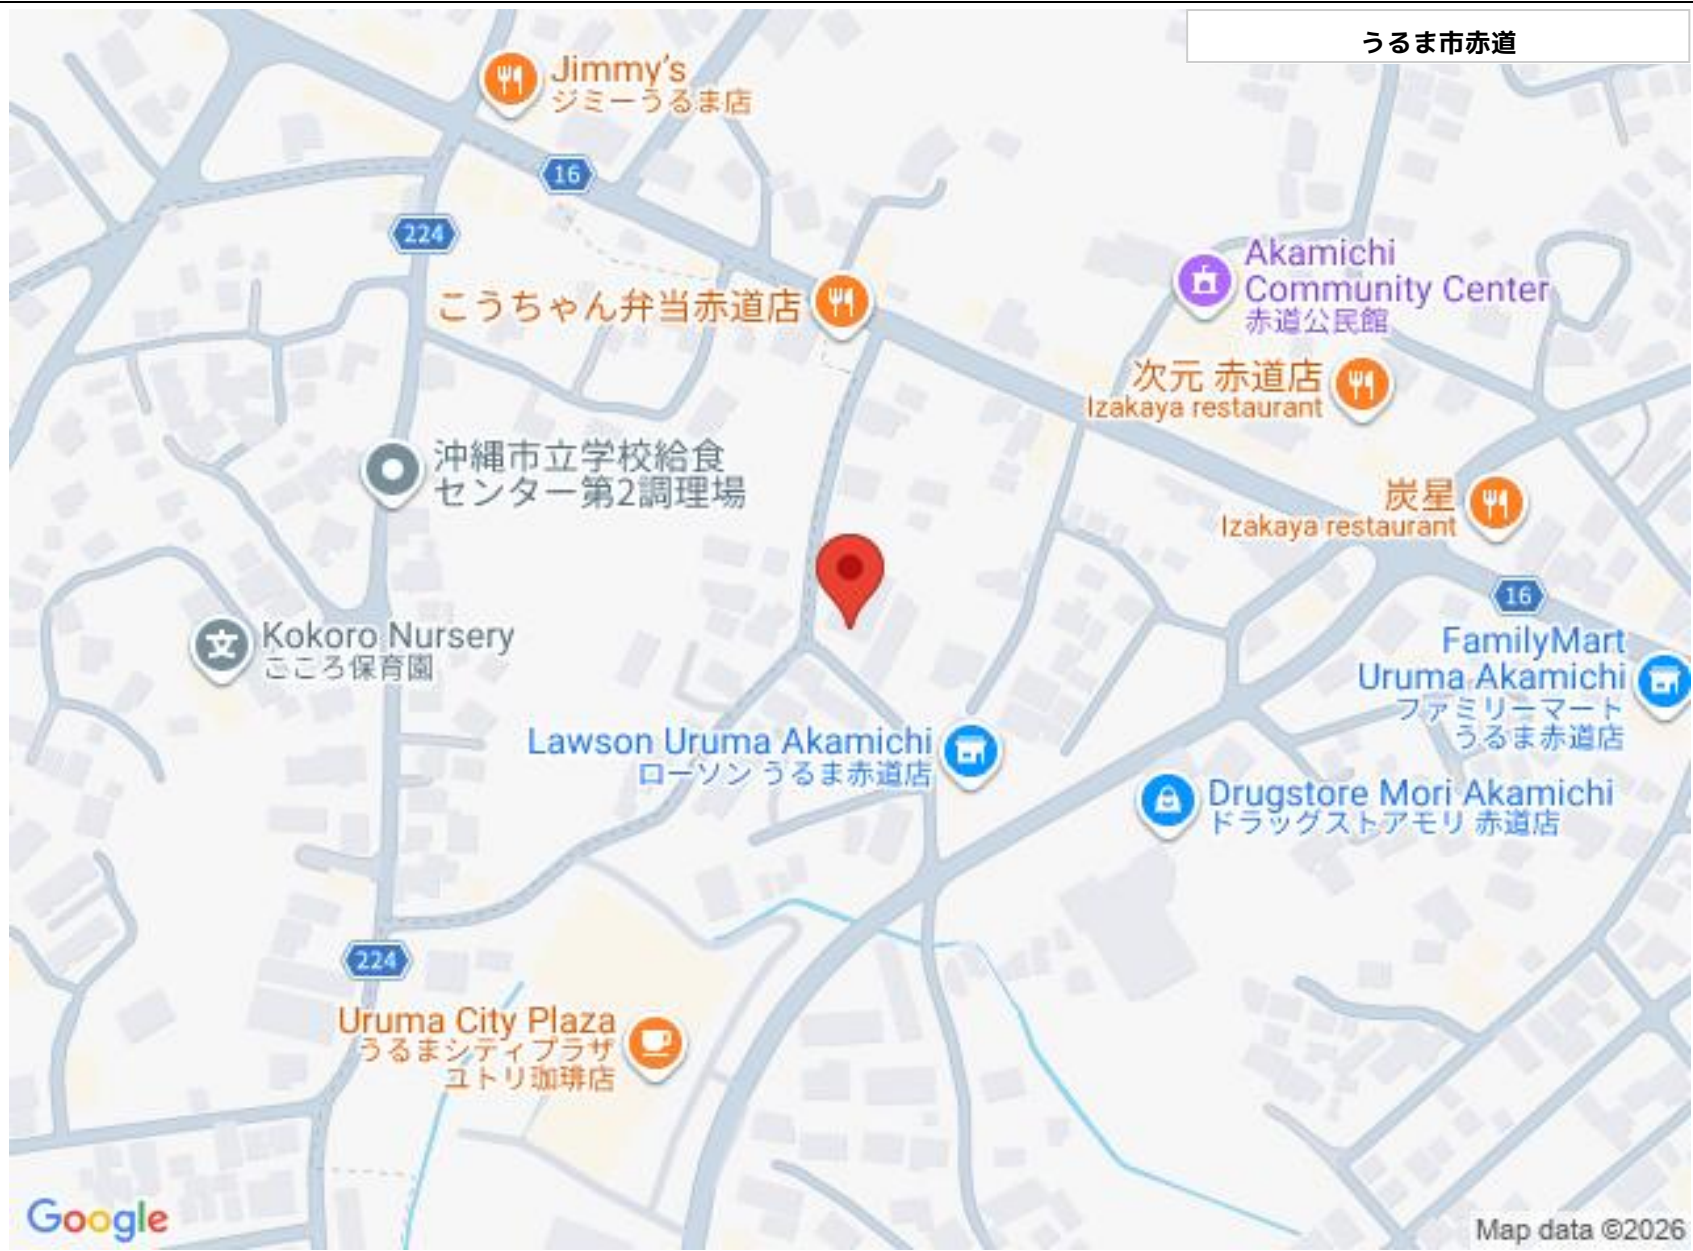 うるま市赤道
Jimmy's
ジミーうるま店
16
224
こうちゃん弁当赤道店
Akamichi
Community Center
赤道公民館
次元 赤道店
Izakaya restaurant
沖縄市立学校給食
センター第2調理場
炭星
Izakaya restaurant
16
Kokoro Nursery
こころ保育園
FamilyMart
Uruma Akamichi
ファミリーマート
うるま赤道店
Lawson Uruma Akamichi
ローソン うるま赤道店
Drugstore Mori Akamichi
ドラッグストアモリ 赤道店
224
Uruma City Plaza
うるまシティプラザ
ユトリ珈琲店
Google
Map data ©2026